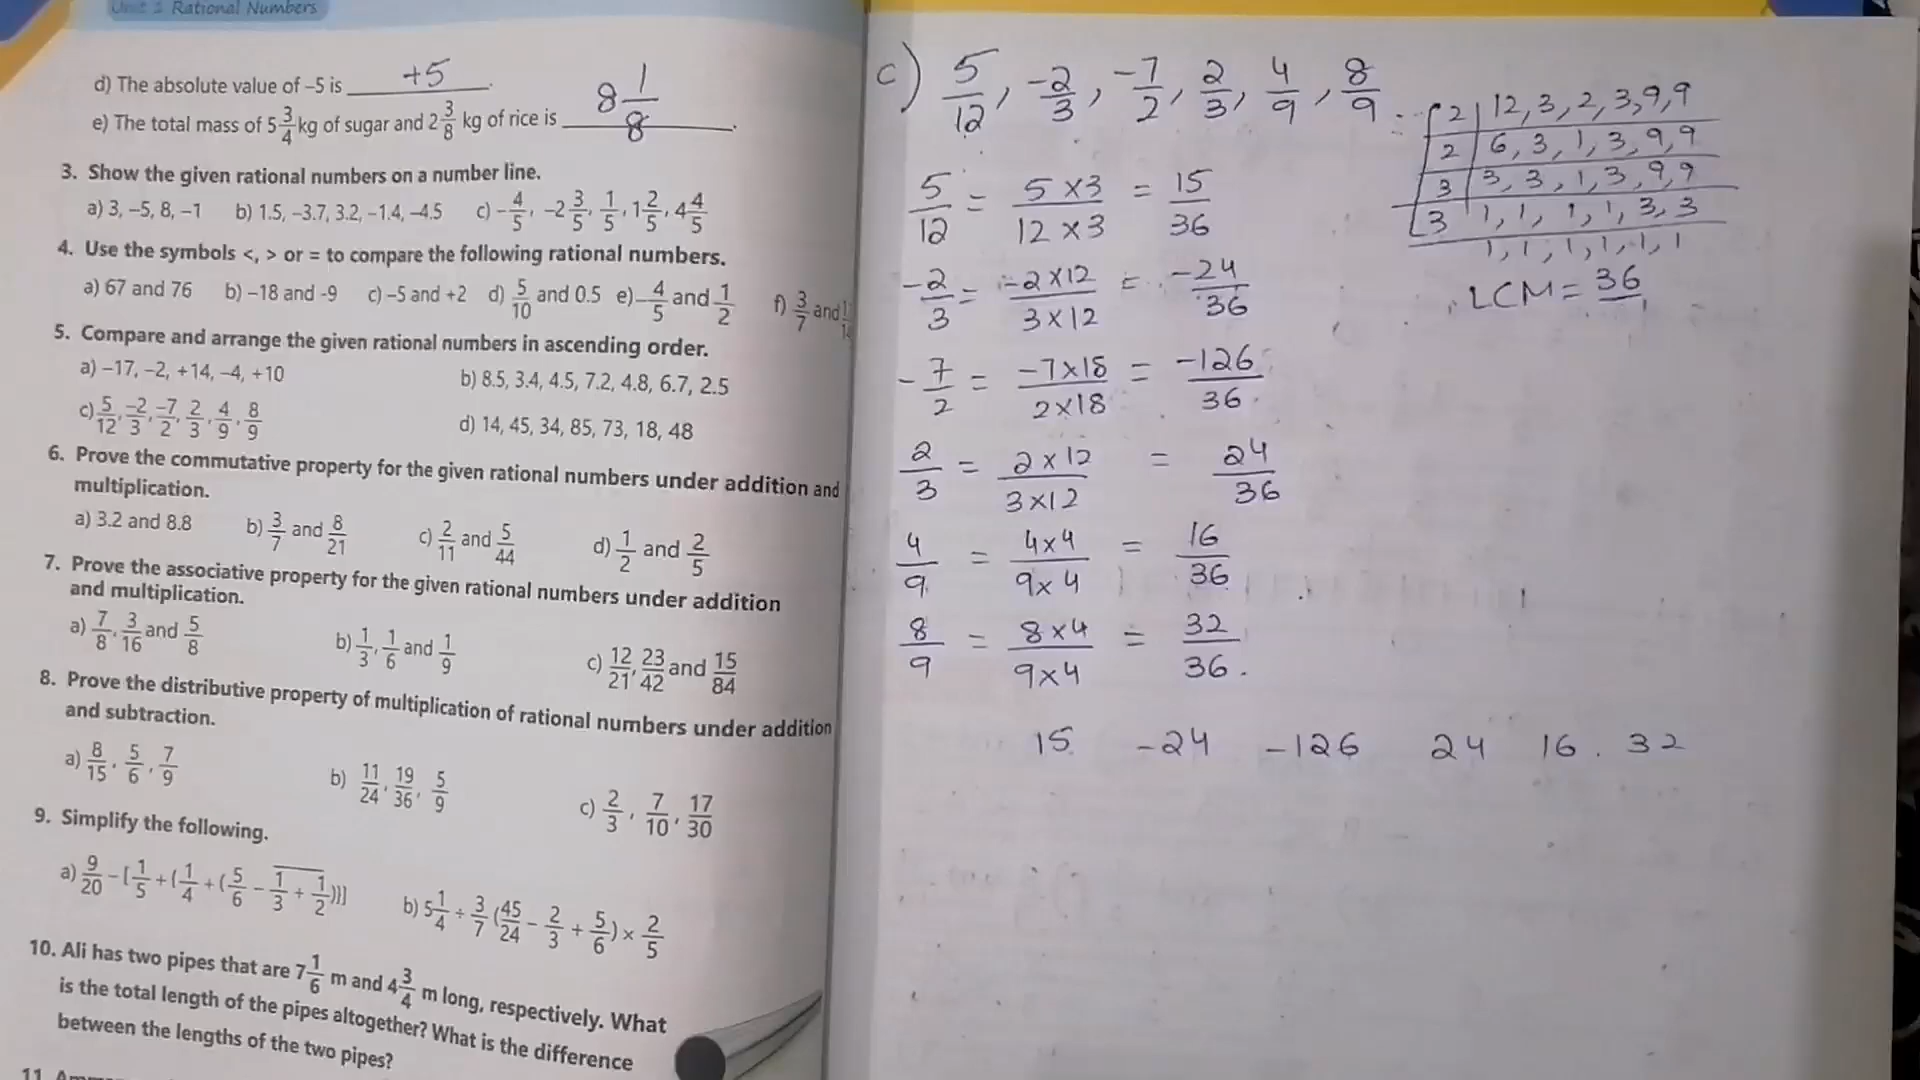 Unit 1 Rational Numbers
d) The absolute value of –5 is +5.
e) The total mass of 5 3/4 kg of sugar and 2 3/8 kg of rice is 8 1/8.
3. Show the given rational numbers on a number line.
a) 3, –5, 8, –1 b) 1.5, –3.7, 3.2, –1.4, –4.5 c) –4/5, –2 3/5, 1/5, 1 2/5, 4 4/5
4. Use the symbols <, > or = to compare the following rational numbers.
a) 67 and 76 b) –18 and -9 c) –5 and +2 d) 5/10 and 0.5 e) –4/5 and 1/2 f) 3/7 and
5. Compare and arrange the given rational numbers in ascending order.
a) –17, –2, +14, –4, +10 b) 8.5, 3.4, 4.5, 7.2, 4.8, 6.7, 2.5
c) 5/12, –2/3, –7/2, 2/3, 4/9, 8/9 d) 14, 45, 34, 85, 73, 18, 48
6. Prove the commutative property for the given rational numbers under addition and
multiplication.
a) 3.2 and 8.8 b) 3/7 and 8/21 c) 2/11 and 5/44 d) 1/2 and 2/5
7. Prove the associative property for the given rational numbers under addition
and multiplication.
a) 7/8, 3/16 and 5/8 b) 1/3, 1/6 and 1/9 c) 12/21, 23/42 and 15/84
8. Prove the distributive property of multiplication of rational numbers under addition
and subtraction.
a) 8/15, 5/6, 7/9 b) 11/24, 19/36, 5/9 c) 2/3, 7/10, 17/30
9. Simplify the following.
a) 9/20 – [1/5 + {1/4 + (5/6 – 1/3 + 1/2)}] b) 5 1/4 ÷ 3/7 (45/24 – 2/3 + 5/6) × 2/5
10. Ali has two pipes that are 7 1/6 m and 4 3/4 m long, respectively. What
is the total length of the pipes altogether? What is the difference
between the lengths of the two pipes?
11.
c) 5/12, -2/3, -7/2, 2/3, 4/9, 8/9
2 | 12, 3, 2, 3, 9, 9
2 | 6, 3, 1, 3, 9, 9
3 | 3, 3, 1, 3, 9, 9
3 | 1, 1, 1, 1, 3, 3
1, 1, 1, 1, 1, 1
LCM = 36
5/12 = 5×3/12×3 = 15/36
-2/3 = -2×12/3×12 = -24/36
-7/2 = -7×18/2×18 = -126/36
2/3 = 2×12/3×12 = 24/36
4/9 = 4×4/9×4 = 16/36
8/9 = 8×4/9×4 = 32/36.
15 -24 -126 24 16 . 32